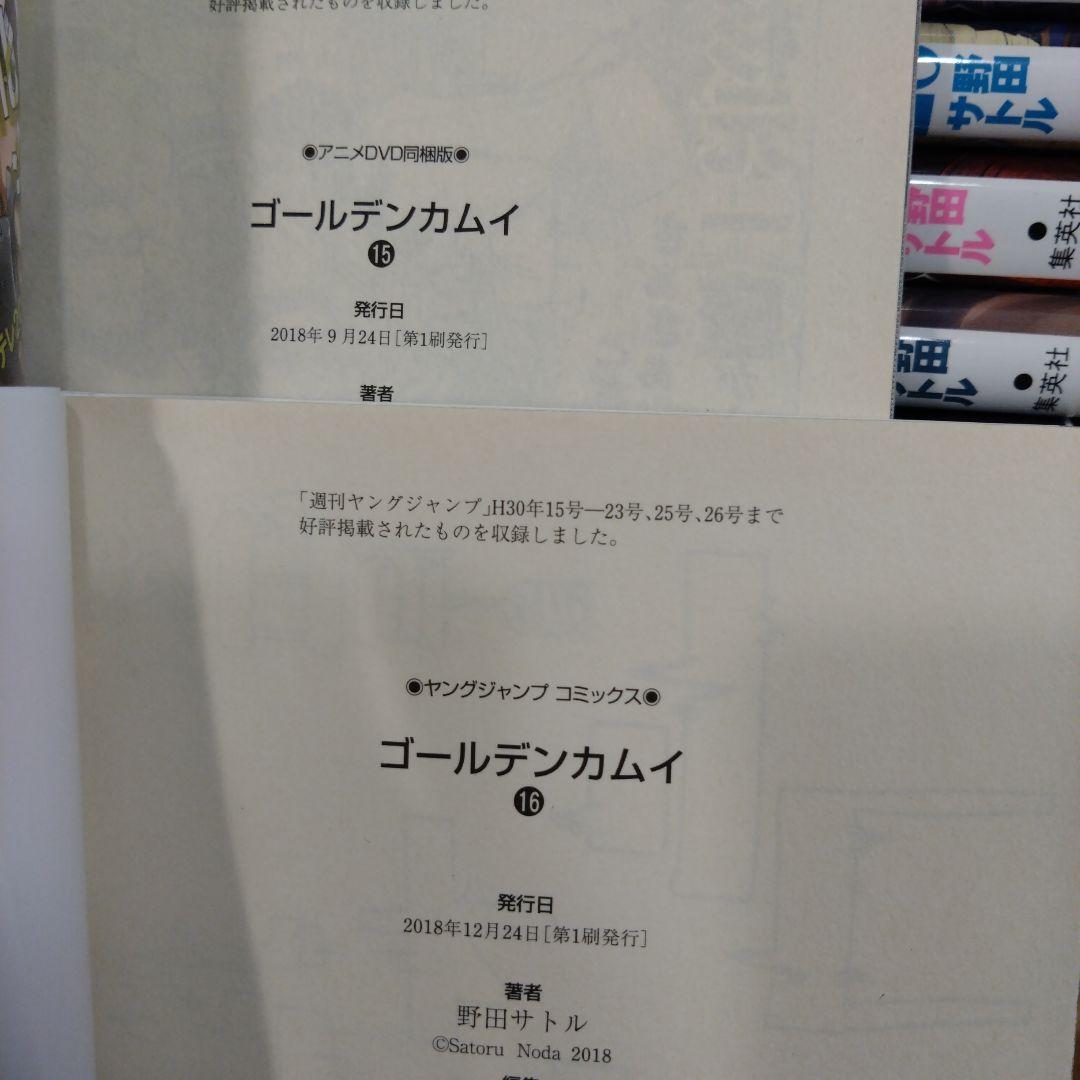 好評掲載されたものを収録しました。
◉アニメDVD同梱版◉
ゴールデンカムイ
15
発行日
2018年9月24日[第1刷発行]
著者
「週刊ヤングジャンプ」H30年15号―23号、25号、26号まで
好評掲載されたものを収録しました。
◉ヤングジャンプ コミックス◉
ゴールデンカムイ
16
発行日
2018年12月24日[第1刷発行]
著者
野田サトル
©Satoru Noda 2018
野田
サトル
野田
サトル
●集英社
野田
サトル
●集英社